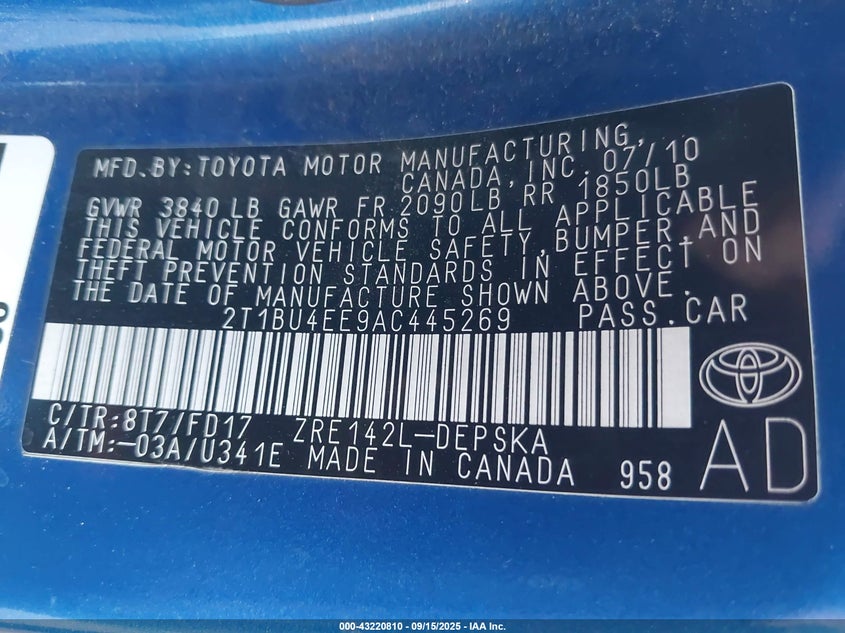 MFD.BY:TOYOTA MOTOR MANUFACTURING,
CANADA,INC. 07/10
GVWR 3840 LB GAWR FR 2090LB RR 1850LB
THIS VEHICLE CONFORMS TO ALL APPLICABLE
FEDERAL MOTOR VEHICLE SAFETY,BUMPER,AND
THEFT PREVENTION STANDARDS IN EFFECT ON
THE DATE OF MANUFACTURE SHOWN ABOVE.
2T1BU4EE9AC445269 PASS.CAR
C/TR:8T7/FD17 ZRE142L-DEPSKA
A/TM:-03A/U341E MADE IN CANADA 958
AD
000-43220810 - 09/15/2025 - IAA Inc.